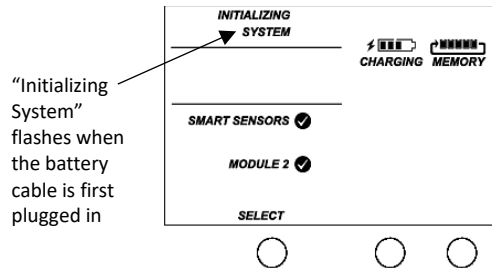 INITIALIZING
SYSTEM
CHARGING MEMORY
“Initializing
System”
flashes when
the battery
cable is first
plugged in
SMART SENSORS
MODULE 2
SELECT